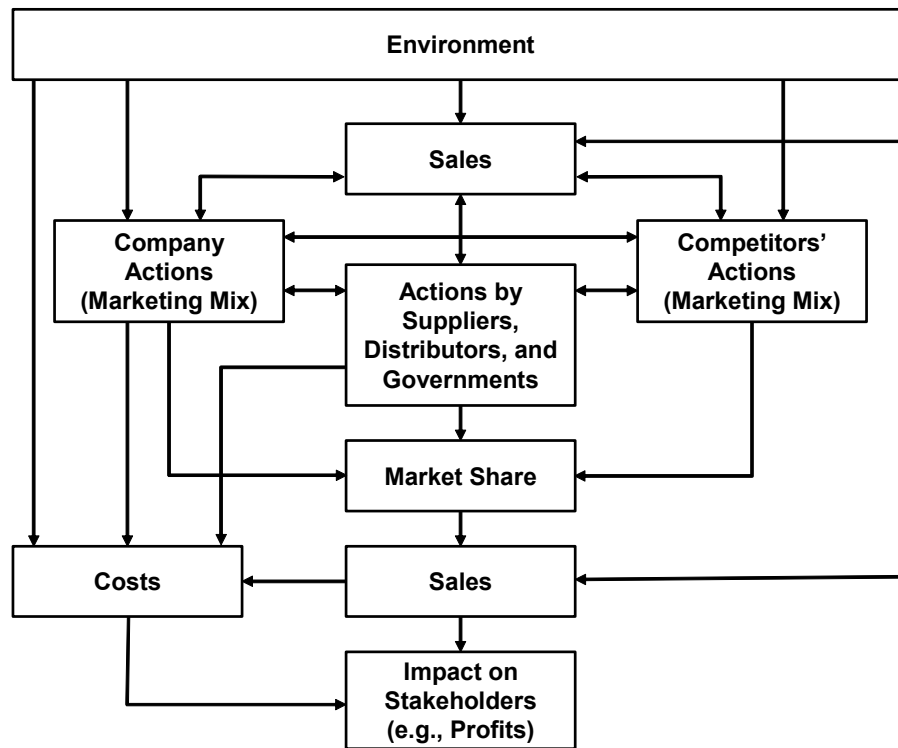 Environment
Sales
Company
Actions
(Marketing Mix)
Competitors’
Actions
(Marketing Mix)
Actions by
Suppliers,
Distributors, and
Governments
Market Share
Costs
Sales
Impact on
Stakeholders
(e.g., Profits)